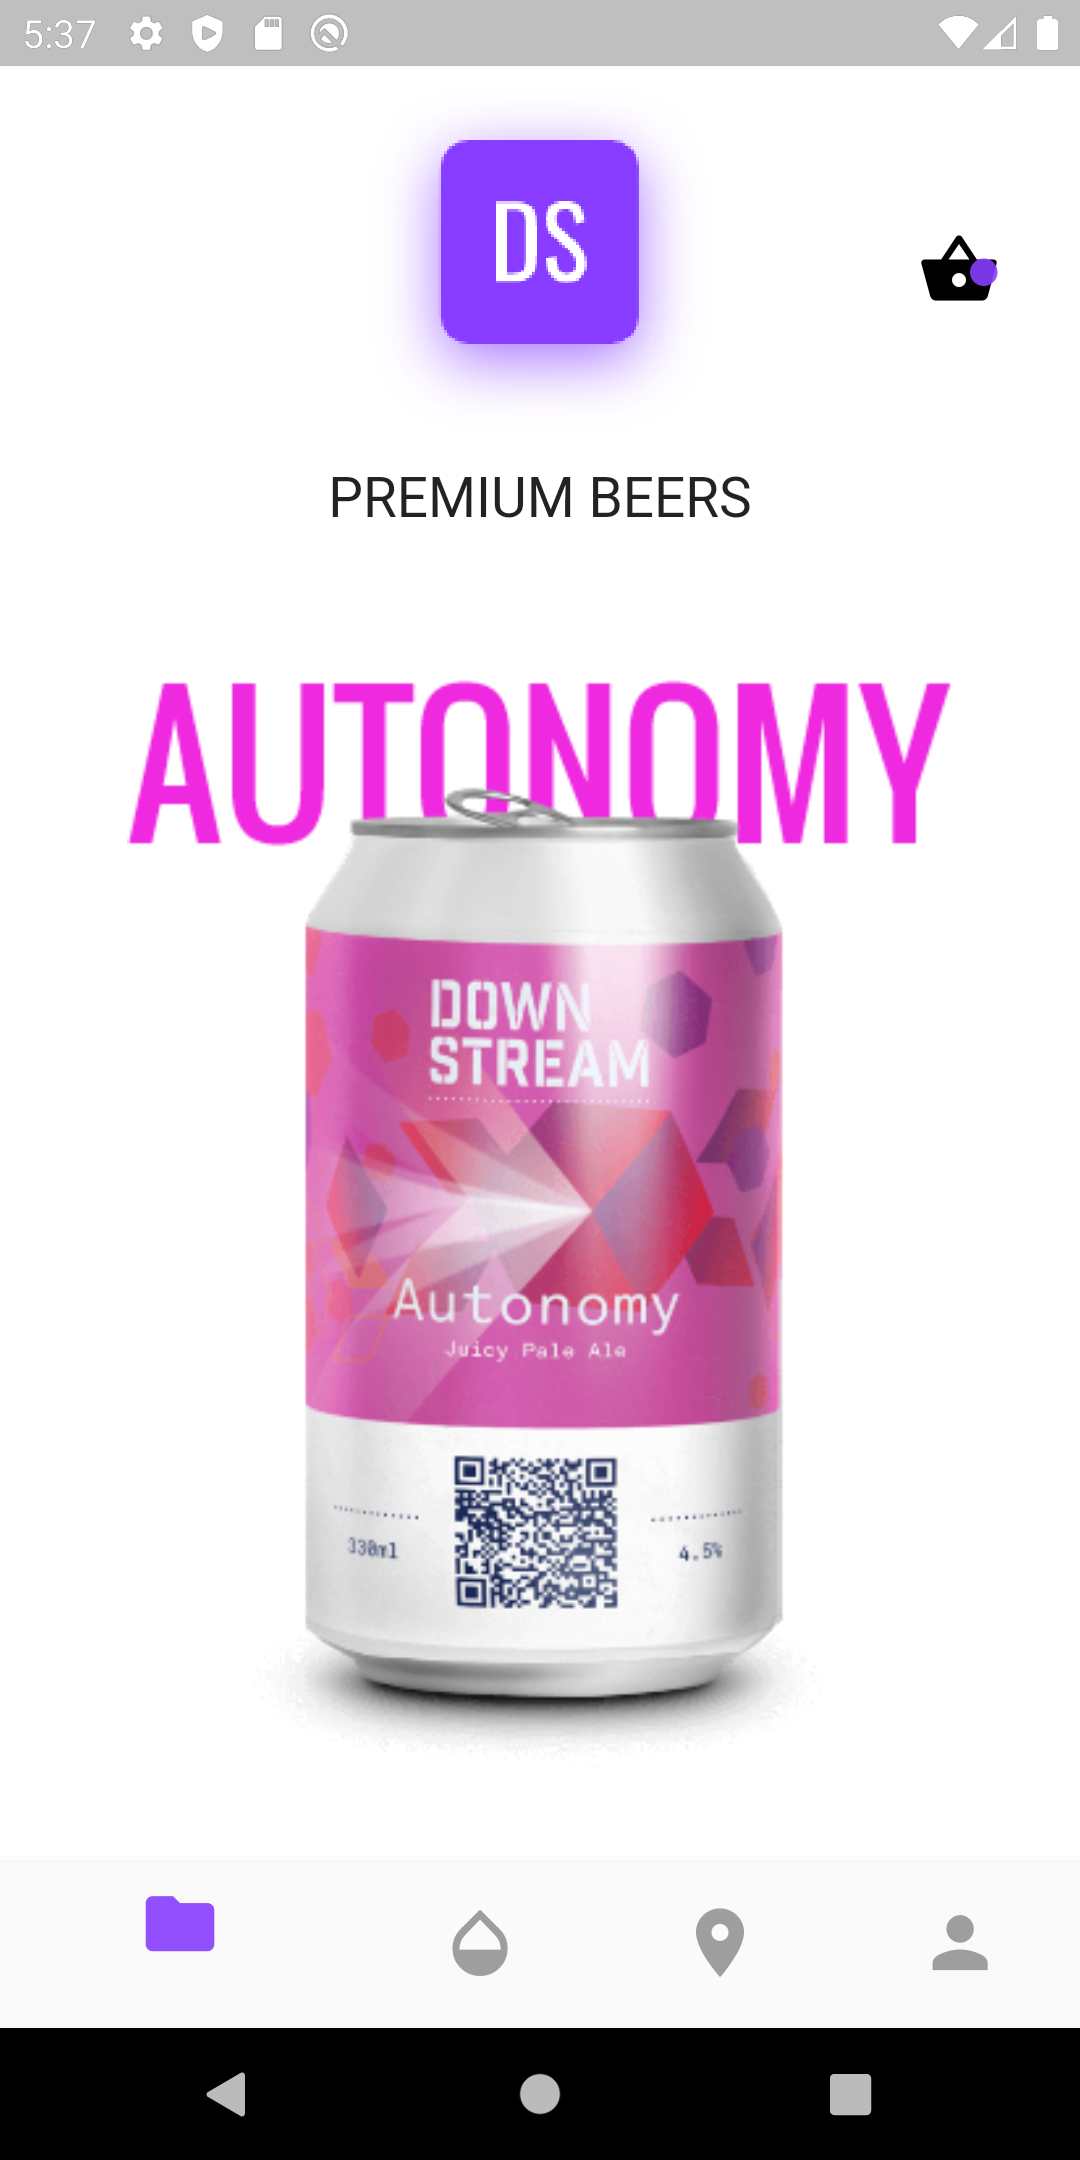 5:37
DS
PREMIUM BEERS
AUTONOMY
DOWN
STREAM
Autonomy
Juicy Pale Ale
330ml
4.5%